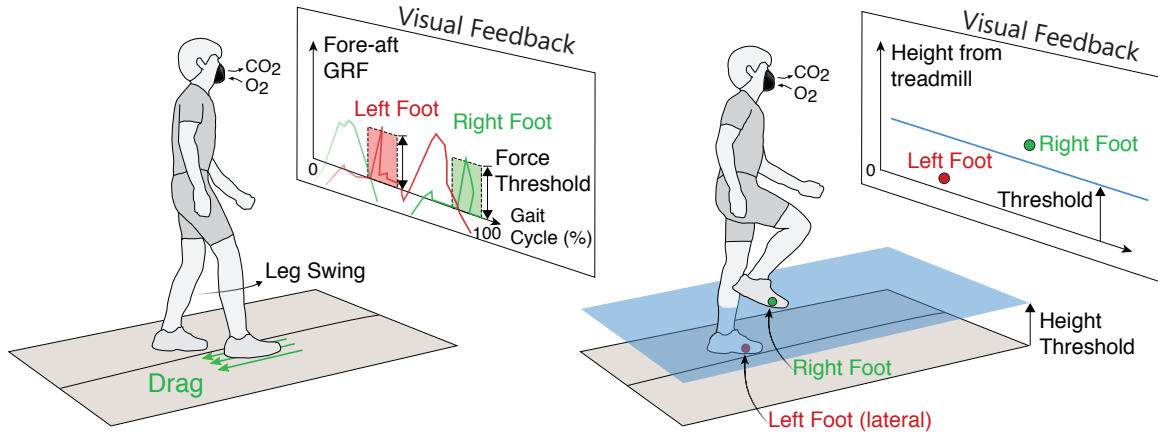 Visual Feedback
Fore-aft
GRF
CO2
O2
Left Foot
Right Foot
0
Force
Threshold
Gait
Cycle (%)
100
Leg Swing
Drag
Visual Feedback
Height from
treadmill
CO2
O2
Right Foot
Left Foot
0
Threshold
Height
Threshold
Right Foot
Left Foot (lateral)